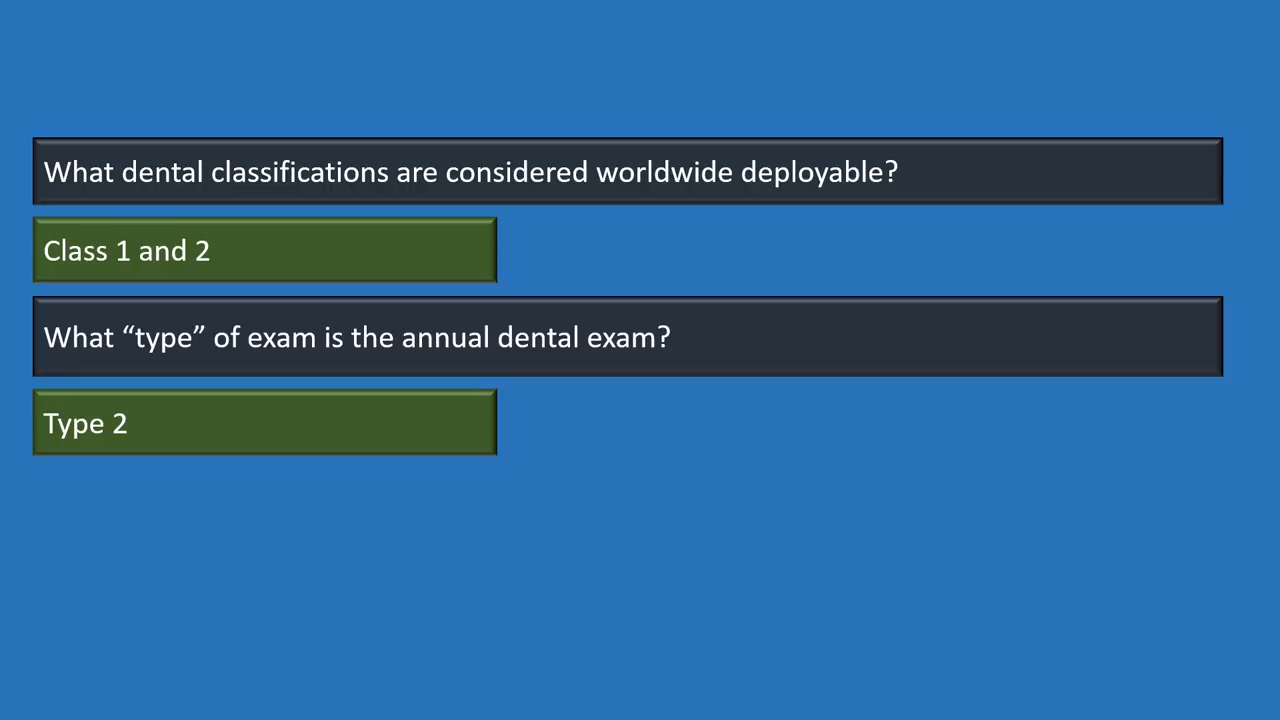 What dental classifications are considered worldwide deployable?
Class 1 and 2
What “type” of exam is the annual dental exam?
Type 2